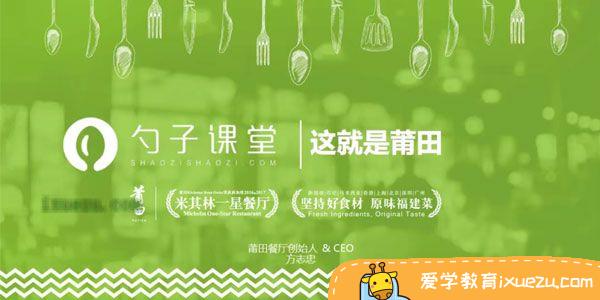 勺子课堂
SHAOZISHAOZI.COM
这就是莆田
莆田
PUTIEN
米其林一星餐厅
Michelin One-Star Restaurant
坚持好食材 原味福建菜
Fresh Ingredients, Original Taste
莆田餐厅创始人 & CEO
方志忠
爱学教育ixuezu.com